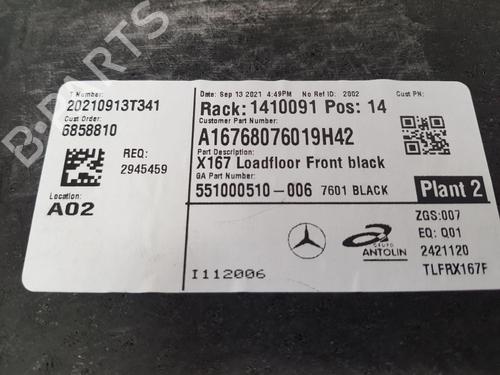 B-PARTS
T Number:
20210913T341
Cust Order:
6858810
REQ:
2945459
Location:
A02
Date: Sep 13 2021 4:49PM No Ref ID: 2002
Cust PN:
Rack: 1410091 Pos: 14
Customer Part Number:
A16768076019H42
Part Description:
X167 Loadfloor Front black
GA Part Number:
551000510-006 7601 BLACK
Plant 2
ZGS:007
EQ: Q01
2421120
TLFRX167F
GRUPO
ANTOLIN
I112006